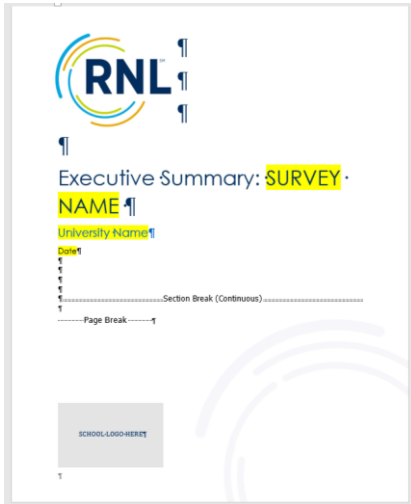 RNL
Executive Summary: SURVEY
NAME
University Name
Date
Section Break (Continuous)
Page Break
SCHOOL LOGO HERE